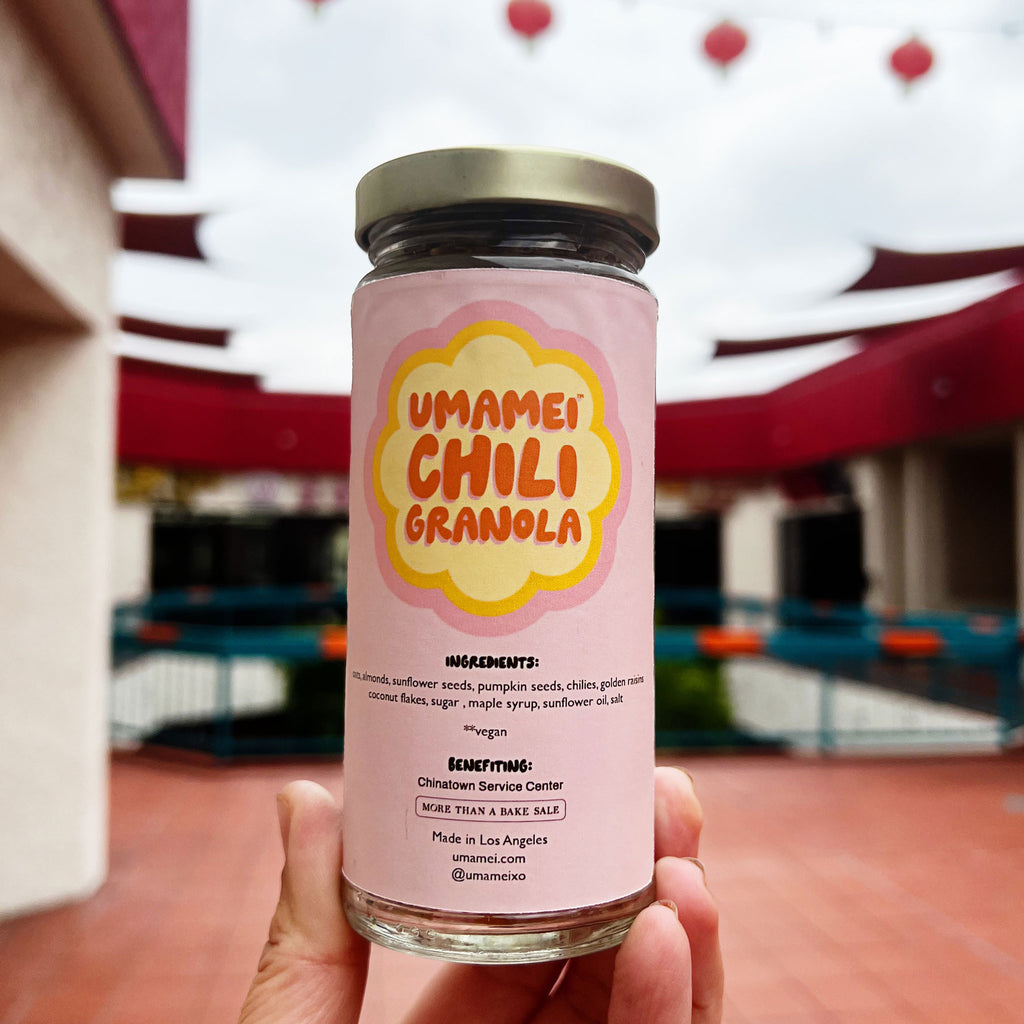 UMAMEI™
CHILI
GRANOLA
INGREDIENTS:
oats, almonds, sunflower seeds, pumpkin seeds, chilies, golden raisins
coconut flakes, sugar , maple syrup, sunflower oil, salt
**vegan
BENEFITING:
Chinatown Service Center
MORE THAN A BAKE SALE
Made in Los Angeles
umamei.com
@umameixo